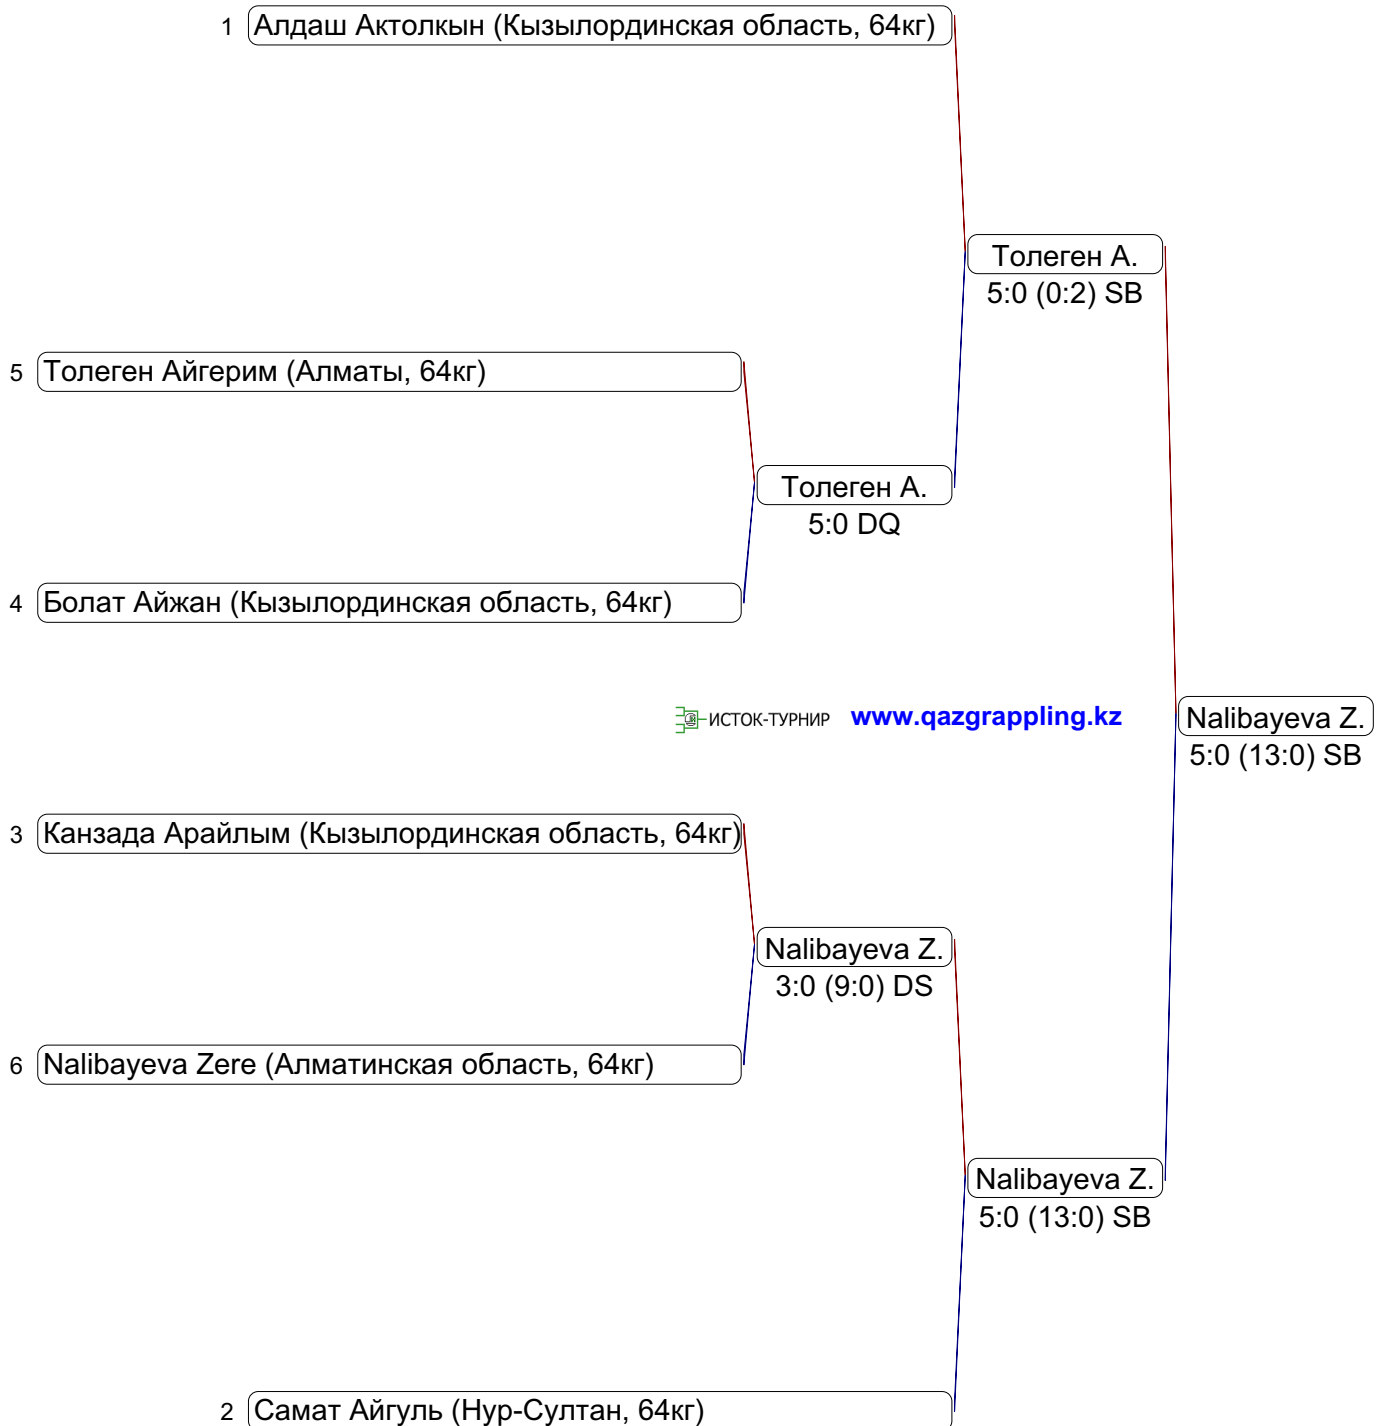 1 Алдаш Актолкын (Кызылординская область, 64кг)
Толеген А.
5:0 (0:2) SB
5 Толеген Айгерим (Алматы, 64кг)
Толеген А.
5:0 DQ
4 Болат Айжан (Кызылординская область, 64кг)
ИСТОК-ТУРНИР www.qazgrappling.kz
Nalibayeva Z.
5:0 (13:0) SB
3 Канзада Арайлым (Кызылординская область, 64кг)
Nalibayeva Z.
3:0 (9:0) DS
6 Nalibayeva Zere (Алматинская область, 64кг)
Nalibayeva Z.
5:0 (13:0) SB
2 Самат Айгуль (Нур-Султан, 64кг)